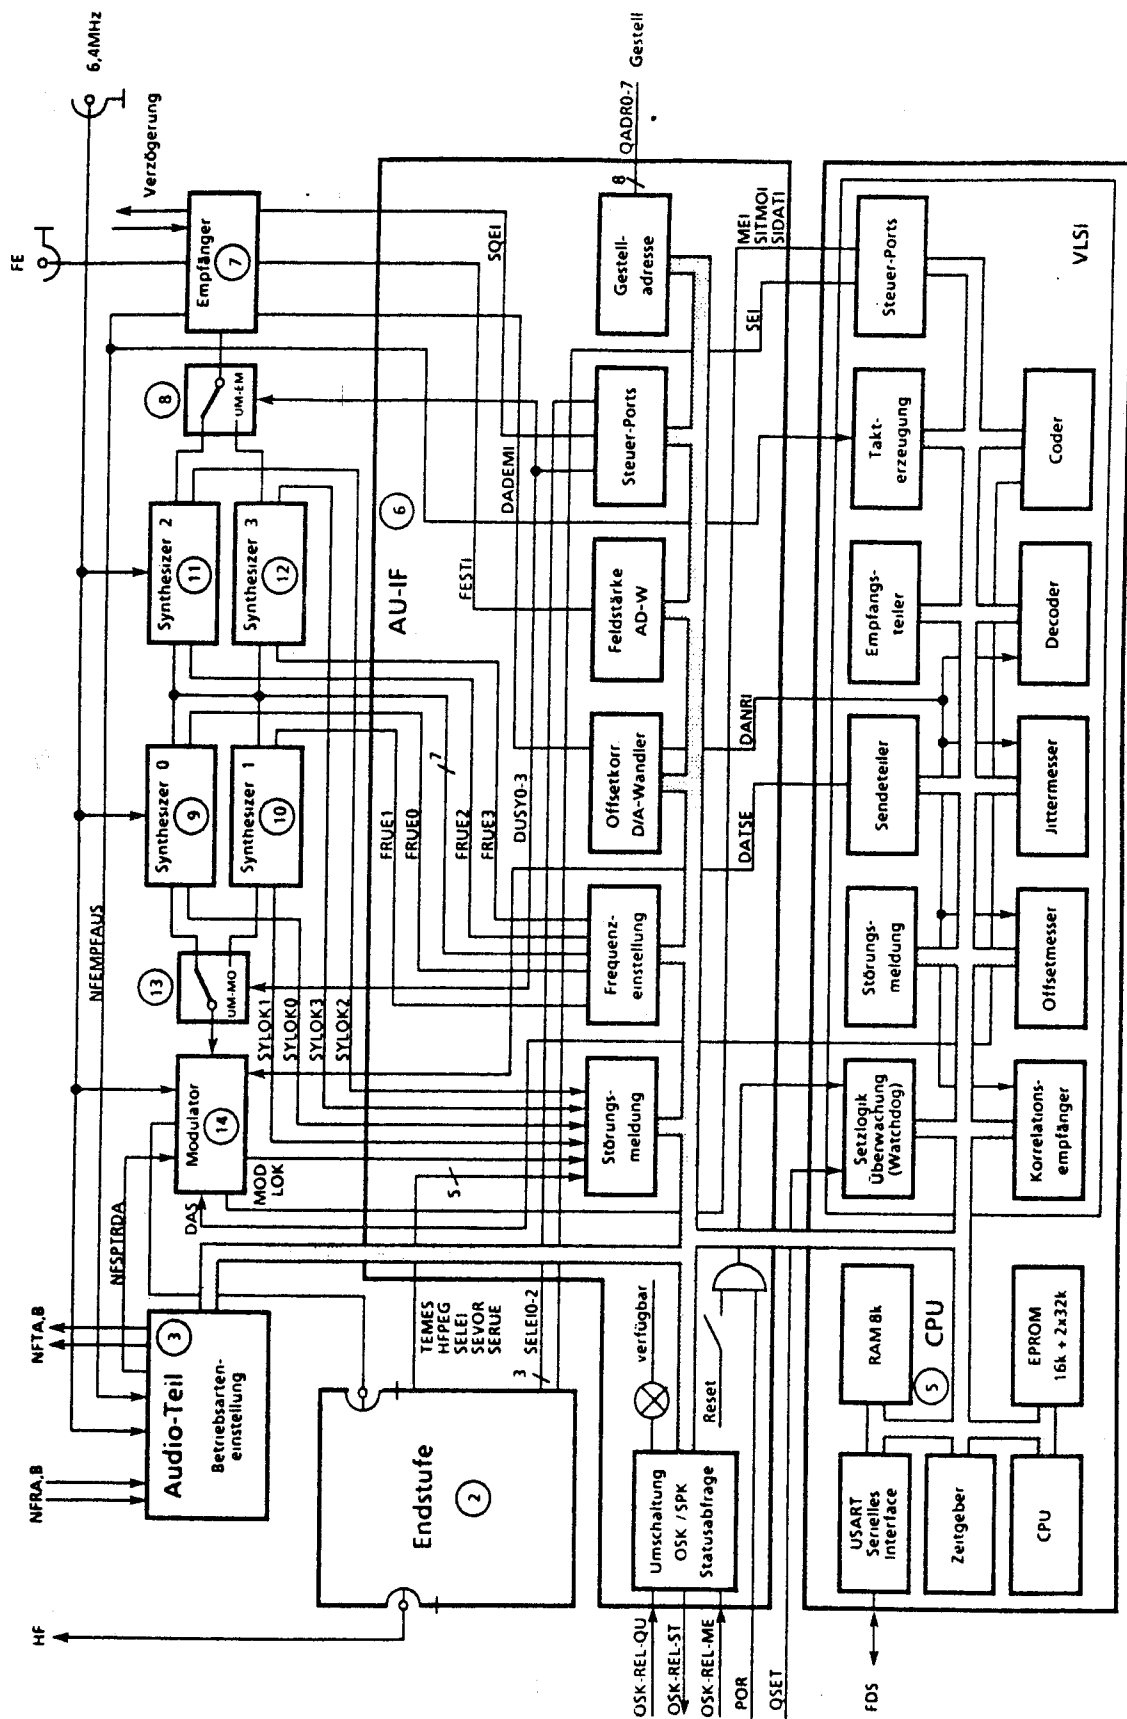 HF
NFRA,B
NFTA,B
FE
6,4MHz
Verzögerung
Audio-Teil
3
Betriebsarten-
einstellung
NFSPTRDA
NFEMPFAUS
Modulator
14
DAS
MOD
LOK
13
UM-MO
Synthesizer 0
9
Synthesizer 1
10
Synthesizer 2
11
Synthesizer 3
12
8
UM-EM
Empfänger
7
SYLOK1
SYLOK0
SYLOK3
SYLOK2
FRUE1
FRUE0
7
FRUE2
FRUE3
DUSY0-3
DADEMI
FESTI
SQEI
AU-IF
6
Endstufe
2
TEMES
HFPEG
SELEI
SEVOR
SERUE
5
3
SELEI0-2
Störungs-
meldung
Frequenz-
einstellung
Offsetkorr.
D/A-Wandler
Feldstärke
AD-W
Steuer-Ports
Gestell-
adresse
8
QADR0-7
Gestell
Umschaltung
OSK/SPK
Statusabfrage
verfügbar
Reset
OSK-REL-QU
OSK-REL-ST
OSK-REL-ME
POR
QSET
DATSE
DANRI
SEI
MEI
SITMOI
SIDATI
FDS
USART
Serielles
Interface
Zeitgeber
CPU
RAM 8k
5
CPU
EPROM
16k + 2x32k
Setzlogik
Überwachung
(Watchdog)
Störungs-
meldung
Sendeteiler
Empfangs-
teiler
Takt-
erzeugung
Steuer-Ports
Korrelations-
empfänger
Offsetmesser
Jittermesser
Decoder
Coder
VLSI